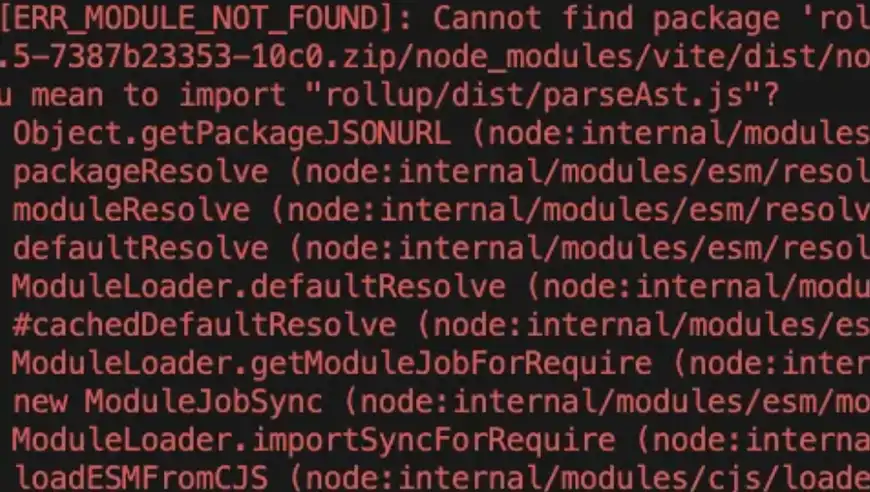 [ERR_MODULE_NOT_FOUND]: Cannot find package 'rol
.5-7387b23353-10c0.zip/node_modules/vite/dist/no
u mean to import "rollup/dist/parseAst.js"?
Object.getPackageJSONURL (node:internal/modules
packageResolve (node:internal/modules/esm/resol
moduleResolve (node:internal/modules/esm/resolv
defaultResolve (node:internal/modules/esm/resol
ModuleLoader.defaultResolve (node:internal/modu
#cachedDefaultResolve (node:internal/modules/es
ModuleLoader.getModuleJobForRequire (node:inter
new ModuleJobSync (node:internal/modules/esm/mo
ModuleLoader.importSyncForRequire (node:interna
loadESMFromCJS (node:internal/modules/cjs/loade